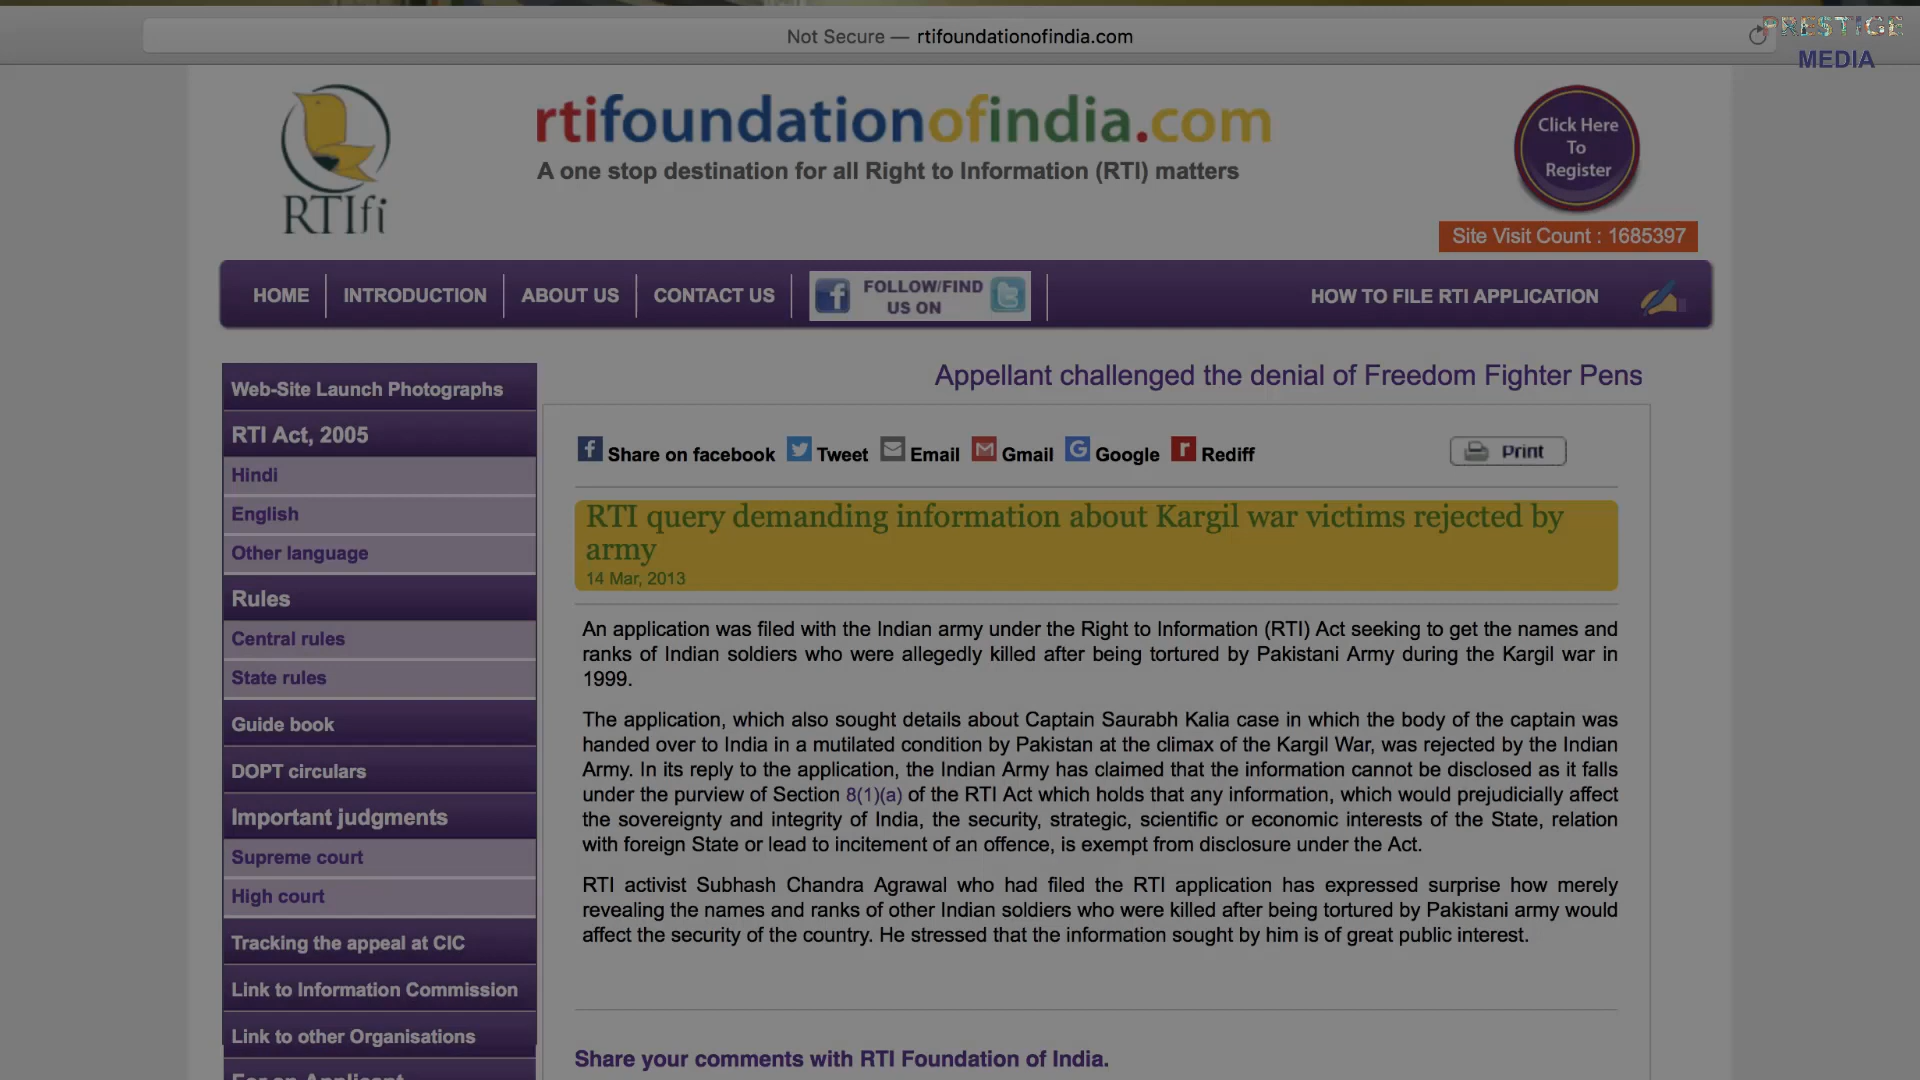 Not Secure — rtifoundationofindia.com
PRESTIGE
MEDIA
RTIfi
rtifoundationofindia.com
A one stop destination for all Right to Information (RTI) matters
Click Here
To
Register
Site Visit Count : 1685397
HOME
INTRODUCTION
ABOUT US
CONTACT US
FOLLOW/FIND
US ON
HOW TO FILE RTI APPLICATION
Appellant challenged the denial of Freedom Fighter Pens
Web-Site Launch Photographs
RTI Act, 2005
Hindi
English
Other language
Rules
Central rules
State rules
Guide book
DOPT circulars
Important judgments
Supreme court
High court
Tracking the appeal at CIC
Link to Information Commission
Link to other Organisations
For an Applicant
Share on facebook Tweet Email Gmail Google Rediff
Print
RTI query demanding information about Kargil war victims rejected by
army
14 Mar, 2013
An application was filed with the Indian army under the Right to Information (RTI) Act seeking to get the names and
ranks of Indian soldiers who were allegedly killed after being tortured by Pakistani Army during the Kargil war in
1999.
The application, which also sought details about Captain Saurabh Kalia case in which the body of the captain was
handed over to India in a mutilated condition by Pakistan at the climax of the Kargil War, was rejected by the Indian
Army. In its reply to the application, the Indian Army has claimed that the information cannot be disclosed as it falls
under the purview of Section 8(1)(a) of the RTI Act which holds that any information, which would prejudicially affect
the sovereignty and integrity of India, the security, strategic, scientific or economic interests of the State, relation
with foreign State or lead to incitement of an offence, is exempt from disclosure under the Act.
RTI activist Subhash Chandra Agrawal who had filed the RTI application has expressed surprise how merely
revealing the names and ranks of other Indian soldiers who were killed after being tortured by Pakistani army would
affect the security of the country. He stressed that the information sought by him is of great public interest.
Share your comments with RTI Foundation of India.